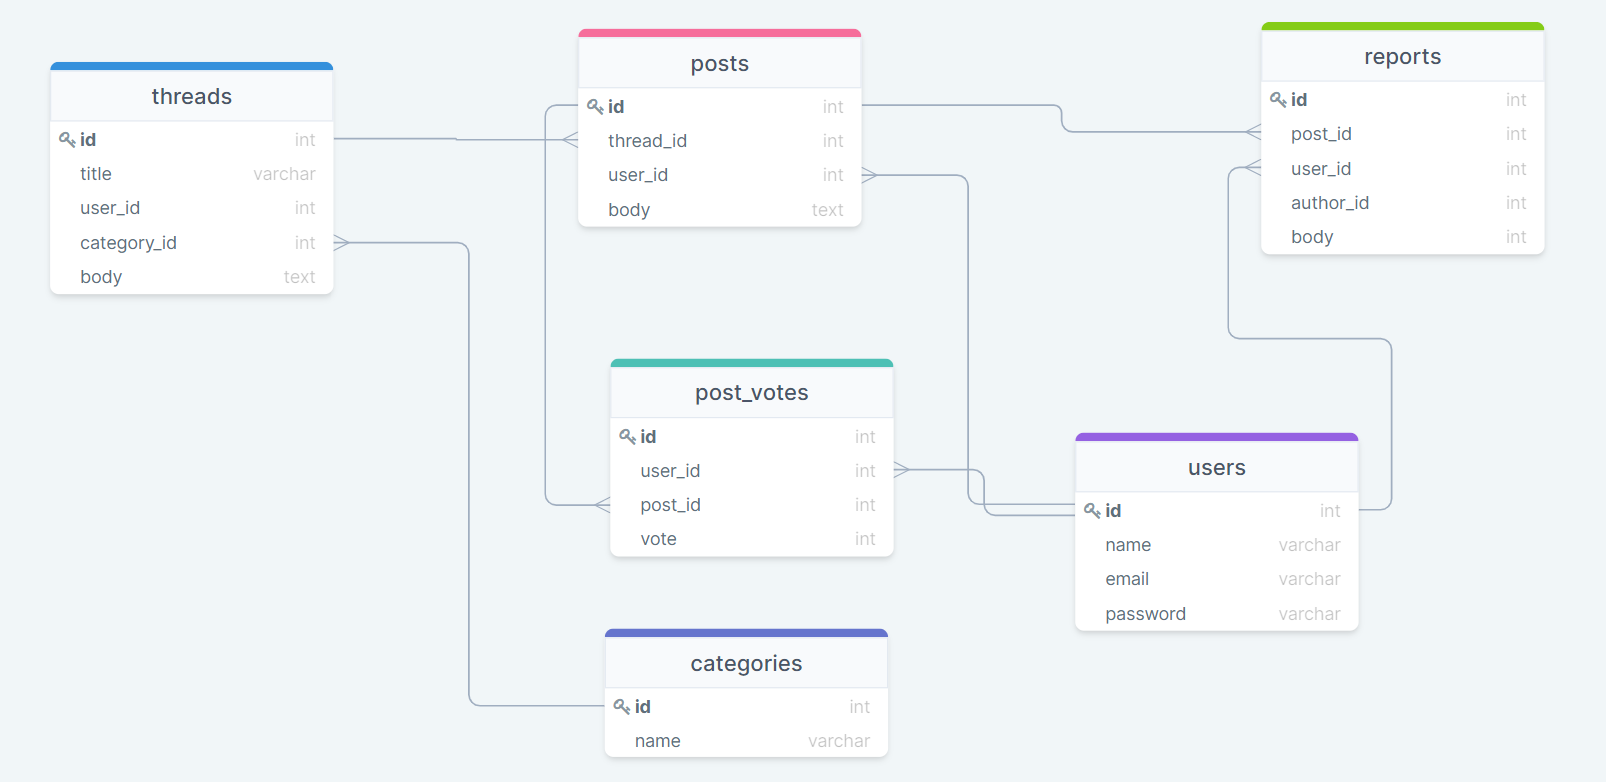 threads
id int
title varchar
user_id int
category_id int
body text
posts
id int
thread_id int
user_id int
body text
reports
id int
post_id int
user_id int
author_id int
body int
post_votes
id int
user_id int
post_id int
vote int
users
id int
name varchar
email varchar
password varchar
categories
id int
name varchar